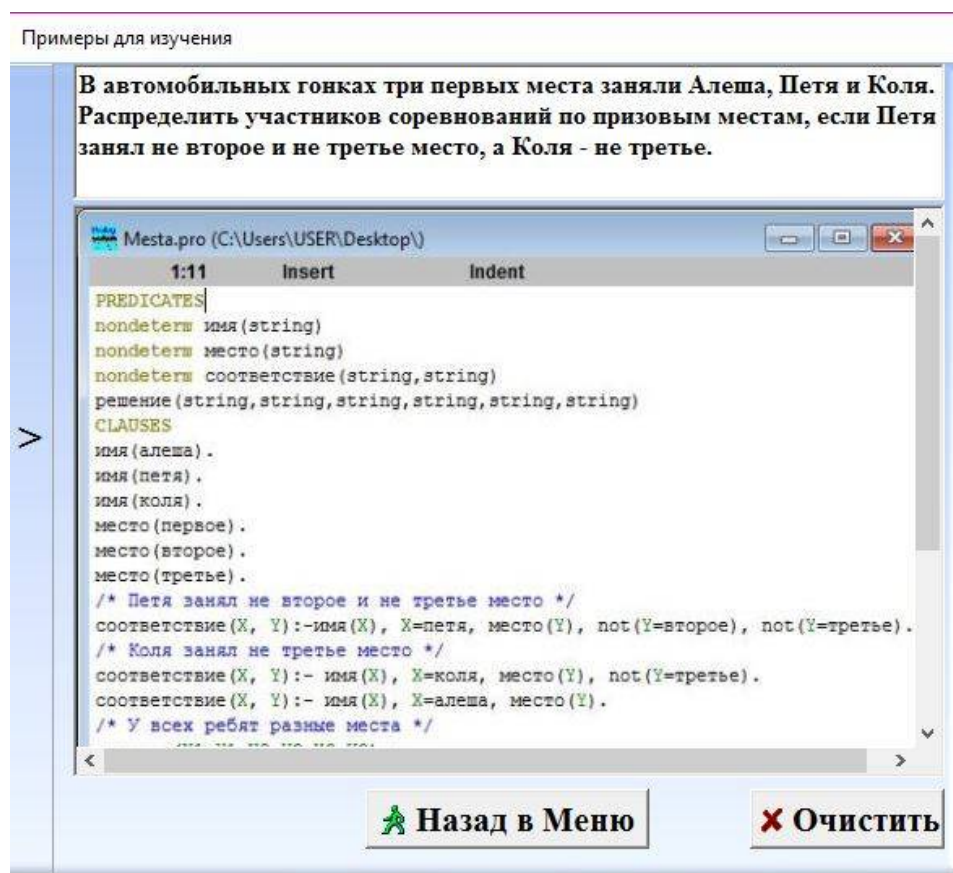 Примеры для изучения
В автомобильных гонках три первых места заняли Алеша, Петя и Коля.
Распределить участников соревнований по призовым местам, если Петя
занял не второе и не третье место, а Коля - не третье.
Mesta.pro (C:\Users\USER\Desktop\)
1:11 Insert Indent
PREDICATES
nondeterm имя(string)
nondeterm место(string)
nondeterm соответствие(string,string)
решение(string,string,string,string,string,string)
CLAUSES
имя(алеша).
имя(петя).
имя(коля).
место(первое).
место(второе).
место(третье).
/* Петя занял не второе и не третье место */
соответствие(X, Y):-имя(X), X=петя, место(Y), not(Y=второе), not(Y=третье).
/* Коля занял не третье место */
соответствие(X, Y):- имя(X), X=коля, место(Y), not(Y=третье).
соответствие(X, Y):- имя(X), X=алеша, место(Y).
/* У всех ребят разные места */
>
Назад в Меню
Очистить